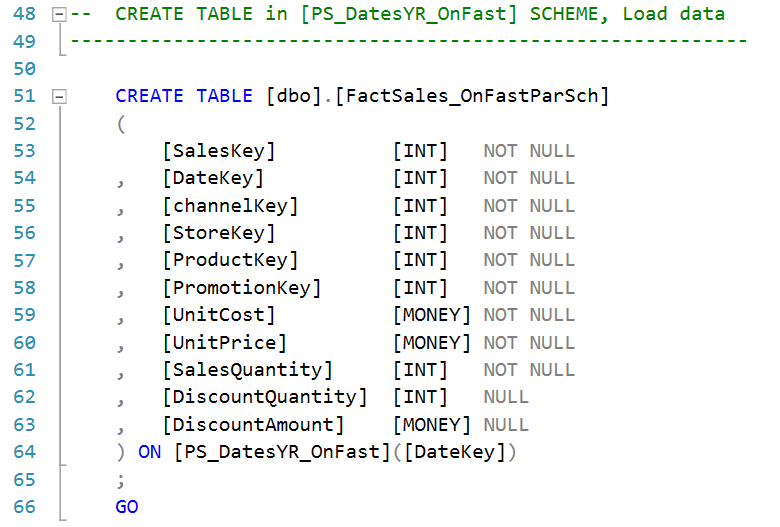 48 -- CREATE TABLE in [PS_DatesYR_OnFast] SCHEME, Load data
49 -----------------------------------------------------------
50
51 CREATE TABLE [dbo].[FactSales_OnFastParSch]
52 (
53 [SalesKey] [INT] NOT NULL
54 , [DateKey] [INT] NOT NULL
55 , [channelKey] [INT] NOT NULL
56 , [StoreKey] [INT] NOT NULL
57 , [ProductKey] [INT] NOT NULL
58 , [PromotionKey] [INT] NOT NULL
59 , [UnitCost] [MONEY] NOT NULL
60 , [UnitPrice] [MONEY] NOT NULL
61 , [SalesQuantity] [INT] NOT NULL
62 , [DiscountQuantity] [INT] NULL
63 , [DiscountAmount] [MONEY] NULL
64 ) ON [PS_DatesYR_OnFast]([DateKey])
65 ;
66 GO